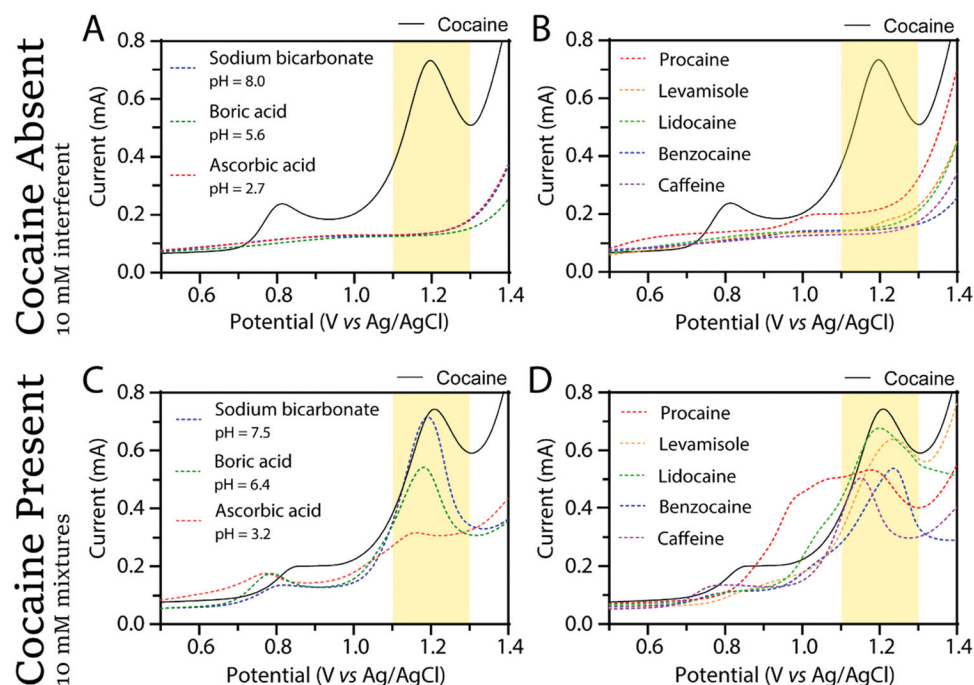 Cocaine Absent
10 mM interferent
A
Cocaine
Sodium bicarbonate
pH = 8.0
Boric acid
pH = 5.6
Ascorbic acid
pH = 2.7
Current (mA)
0.8
0.6
0.4
0.2
0.0
0.6 0.8 1.0 1.2 1.4
Potential (V vs Ag/AgCl)
B
Cocaine
Procaine
Levamisole
Lidocaine
Benzocaine
Caffeine
Current (mA)
0.8
0.6
0.4
0.2
0.0
0.6 0.8 1.0 1.2 1.4
Potential (V vs Ag/AgCl)
Cocaine Present
10 mM mixtures
C
Cocaine
Sodium bicarbonate
pH = 7.5
Boric acid
pH = 6.4
Ascorbic acid
pH = 3.2
Current (mA)
0.8
0.6
0.4
0.2
0.0
0.6 0.8 1.0 1.2 1.4
Potential (V vs Ag/AgCl)
D
Cocaine
Procaine
Levamisole
Lidocaine
Benzocaine
Caffeine
Current (mA)
0.8
0.6
0.4
0.2
0.0
0.6 0.8 1.0 1.2 1.4
Potential (V vs Ag/AgCl)